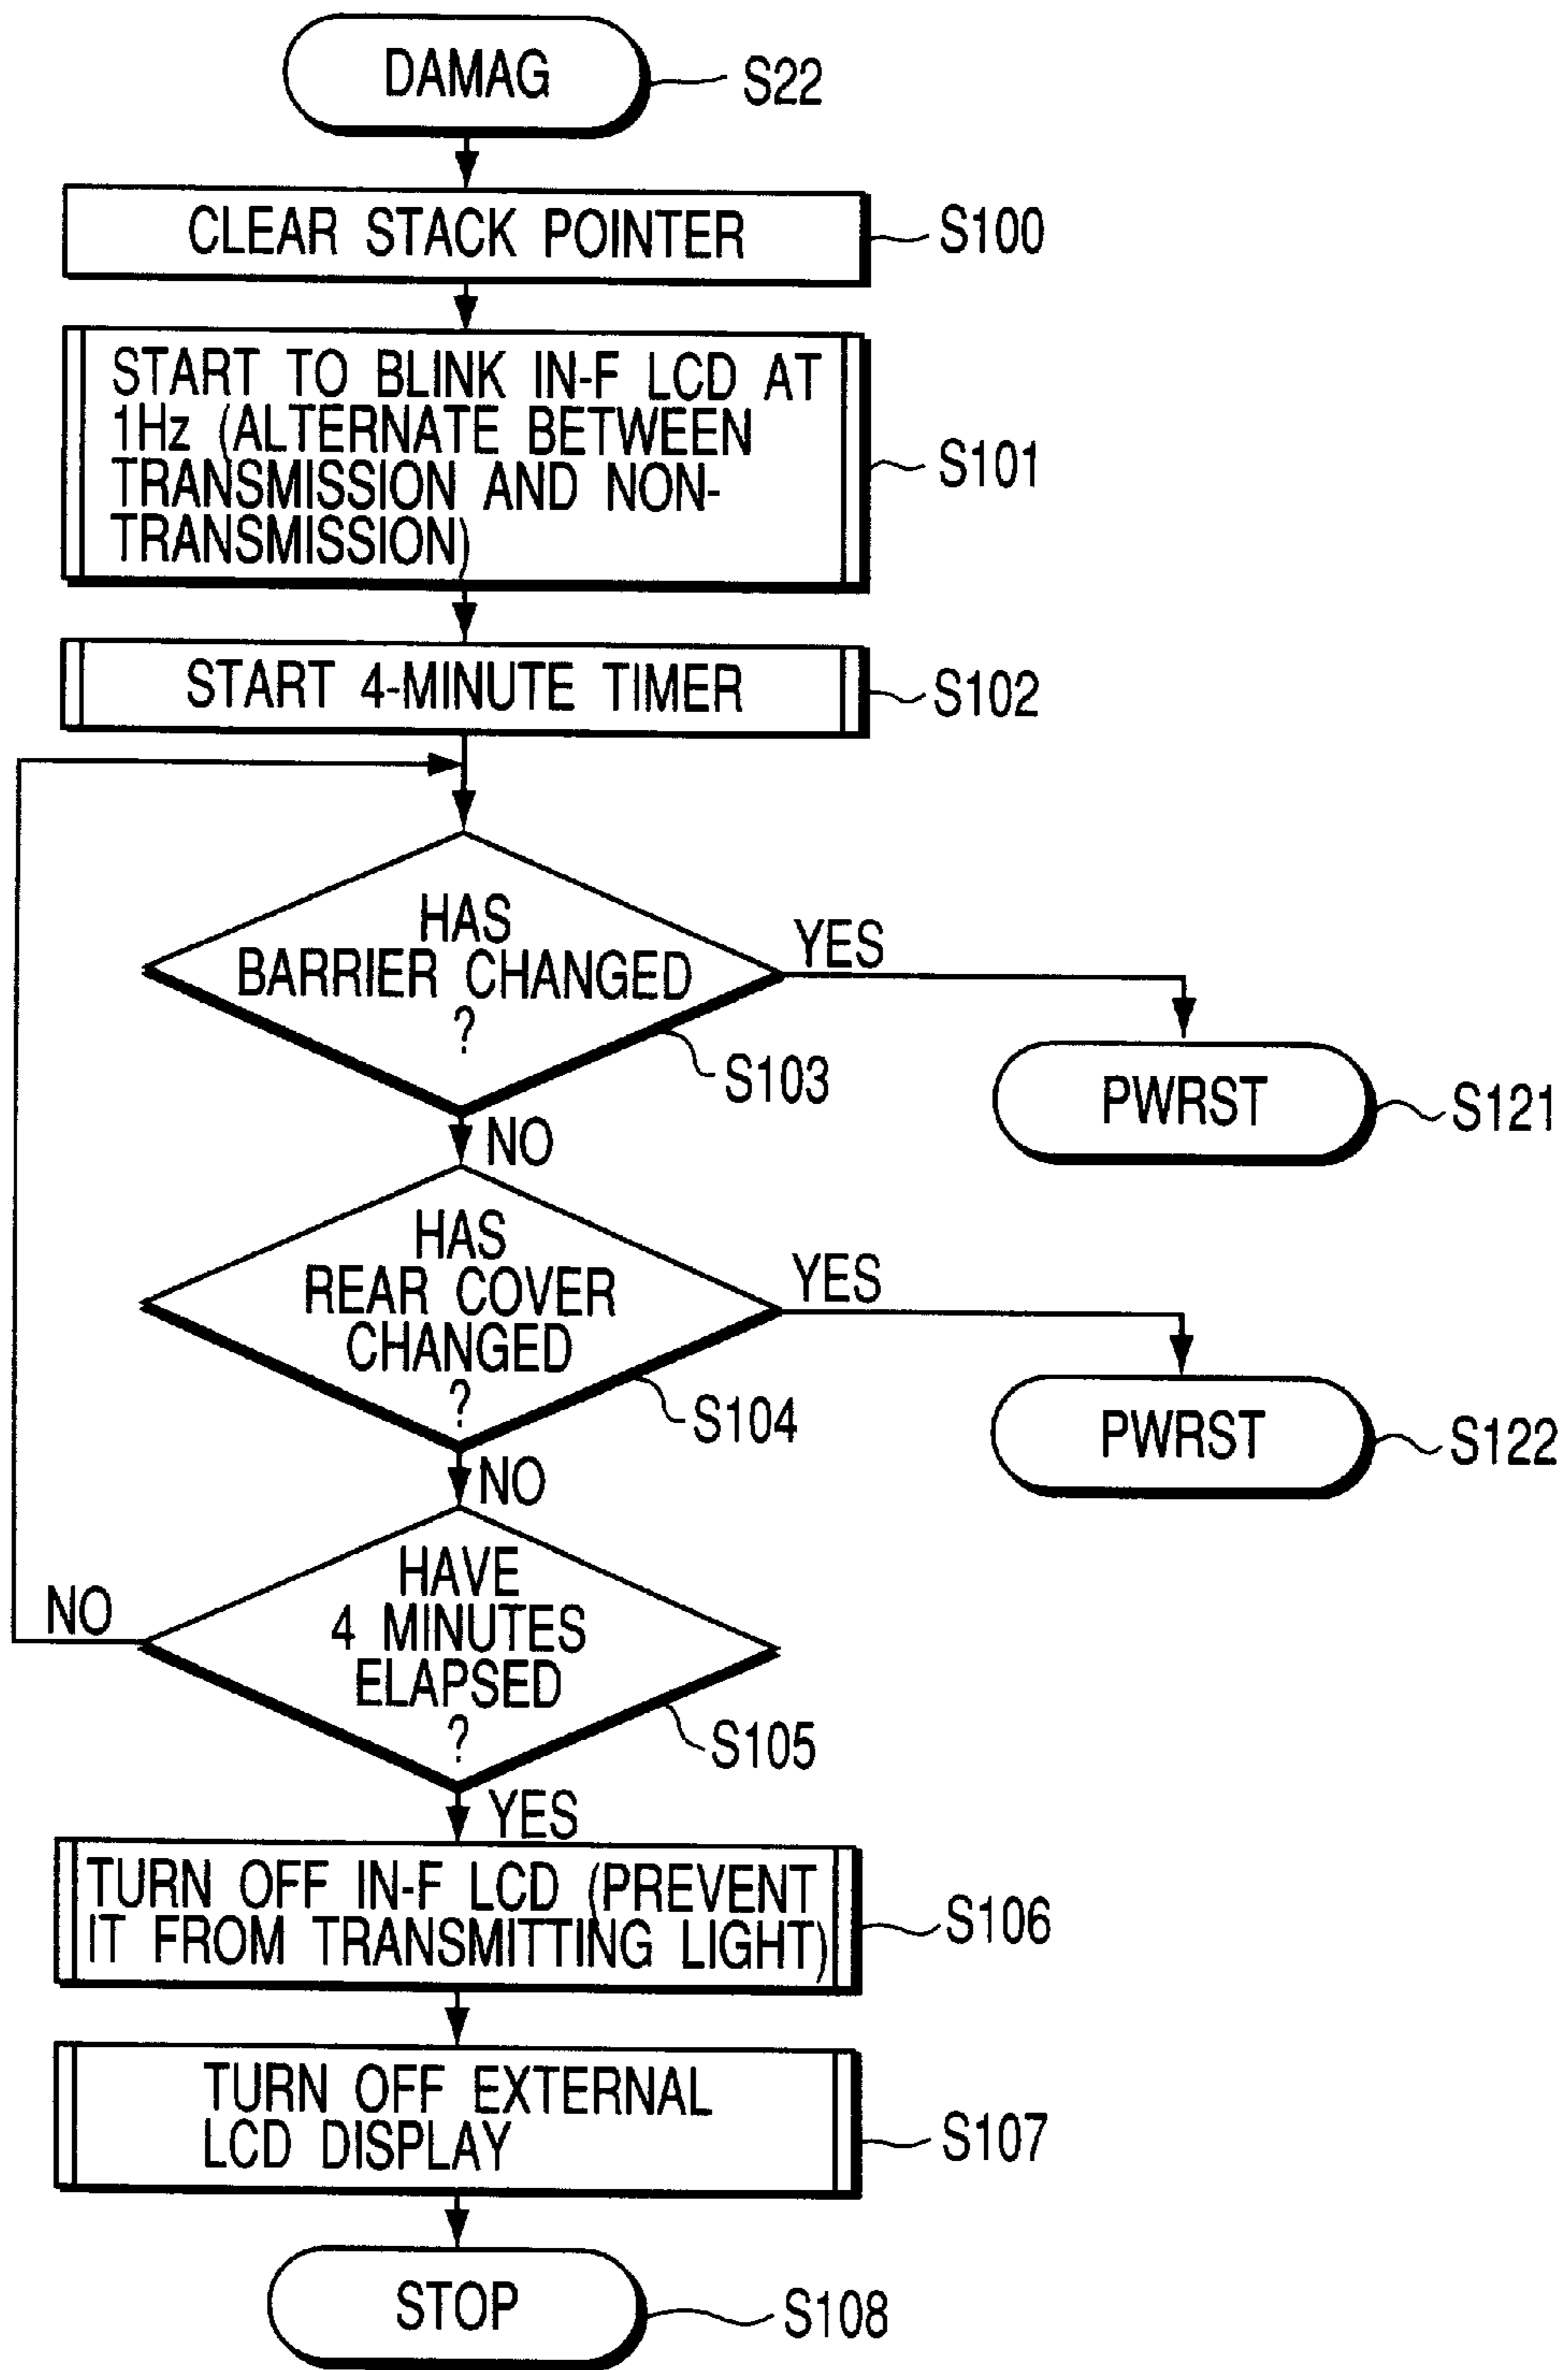 DAMAG
S22
CLEAR STACK POINTER
S100
START TO BLINK IN-F LCD AT
1Hz (ALTERNATE BETWEEN
TRANSMISSION AND NON-
TRANSMISSION)
S101
START 4-MINUTE TIMER
S102
HAS
BARRIER CHANGED
?
YES
S103
PWRST
S121
NO
HAS
REAR COVER
CHANGED
?
YES
S104
PWRST
S122
NO
HAVE
4 MINUTES
ELAPSED
?
NO
S105
YES
TURN OFF IN-F LCD (PREVENT
IT FROM TRANSMITTING LIGHT)
S106
TURN OFF EXTERNAL
LCD DISPLAY
S107
STOP
S108